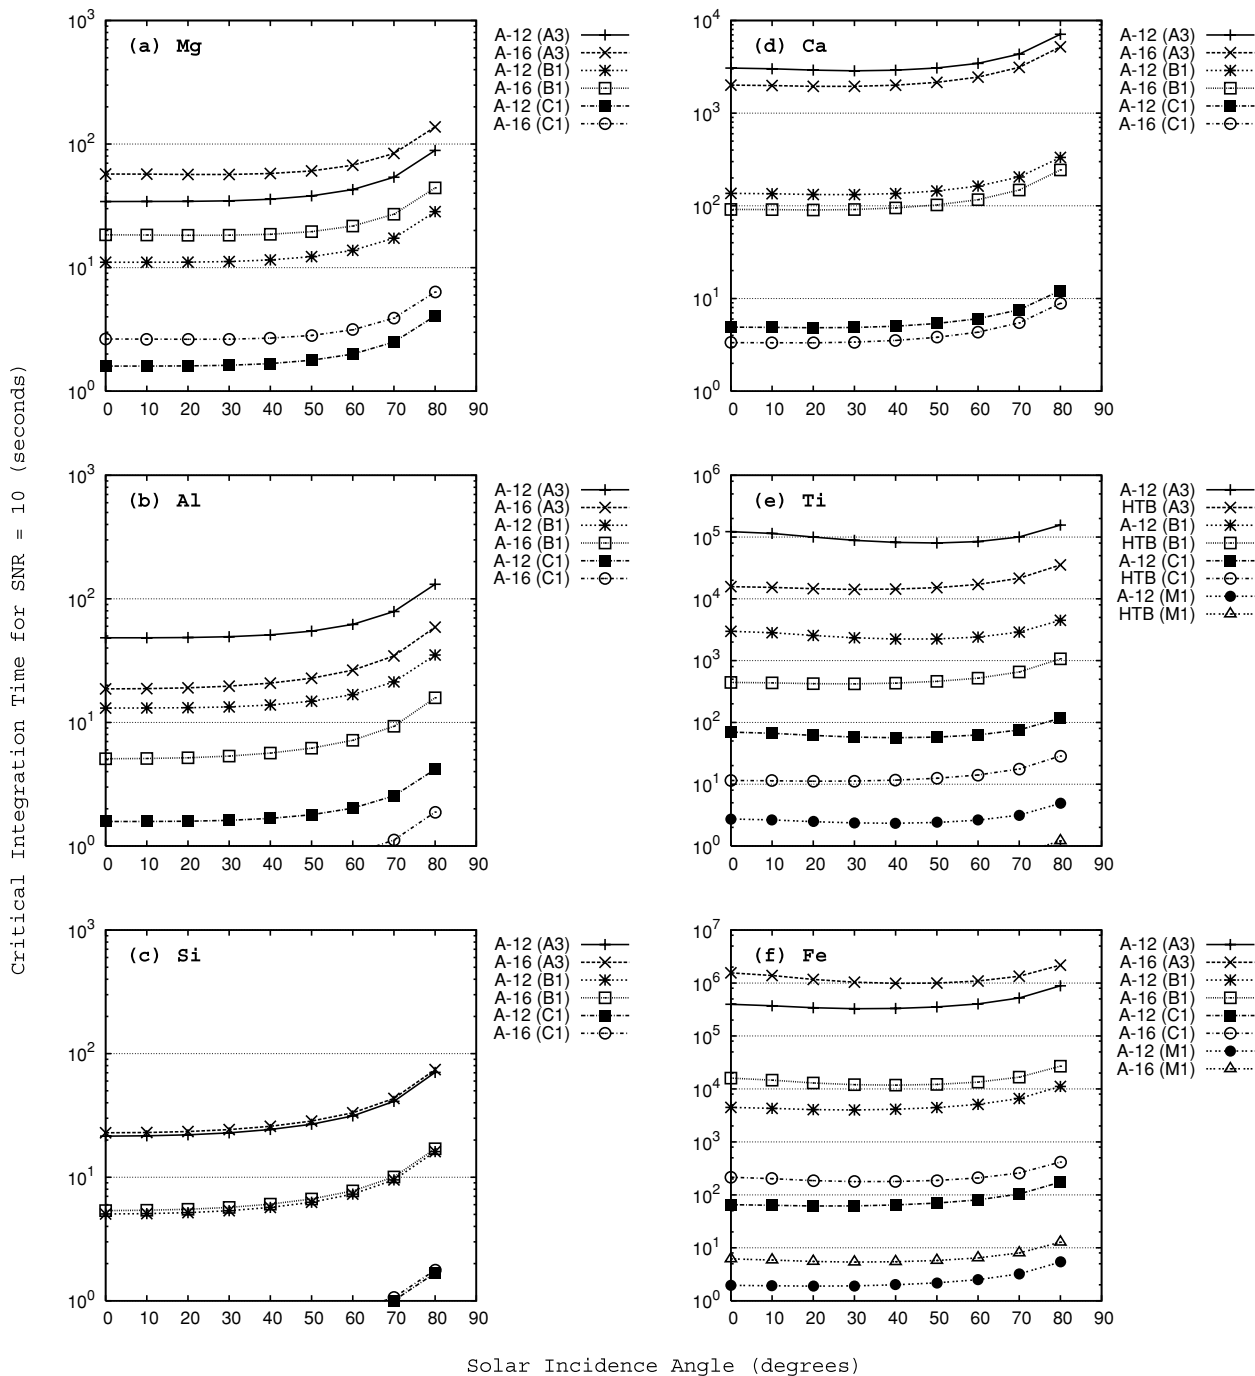 Critical Integration Time for SNR = 10 (seconds)
(a) Mg
10^3
10^2
10^1
10^0
0 10 20 30 40 50 60 70 80 90
A-12 (A3)
A-16 (A3)
A-12 (B1)
A-16 (B1)
A-12 (C1)
A-16 (C1)
(d) Ca
10^4
10^3
10^2
10^1
10^0
0 10 20 30 40 50 60 70 80 90
A-12 (A3)
A-16 (A3)
A-12 (B1)
A-16 (B1)
A-12 (C1)
A-16 (C1)
(b) Al
10^3
10^2
10^1
10^0
0 10 20 30 40 50 60 70 80 90
A-12 (A3)
A-16 (A3)
A-12 (B1)
A-16 (B1)
A-12 (C1)
A-16 (C1)
(e) Ti
10^6
10^5
10^4
10^3
10^2
10^1
10^0
0 10 20 30 40 50 60 70 80 90
A-12 (A3)
HTB (A3)
A-12 (B1)
HTB (B1)
A-12 (C1)
HTB (C1)
A-12 (M1)
HTB (M1)
(c) Si
10^3
10^2
10^1
10^0
0 10 20 30 40 50 60 70 80 90
A-12 (A3)
A-16 (A3)
A-12 (B1)
A-16 (B1)
A-12 (C1)
A-16 (C1)
(f) Fe
10^7
10^6
10^5
10^4
10^3
10^2
10^1
10^0
0 10 20 30 40 50 60 70 80 90
A-12 (A3)
A-16 (A3)
A-12 (B1)
A-16 (B1)
A-12 (C1)
A-16 (C1)
A-12 (M1)
A-16 (M1)
Solar Incidence Angle (degrees)